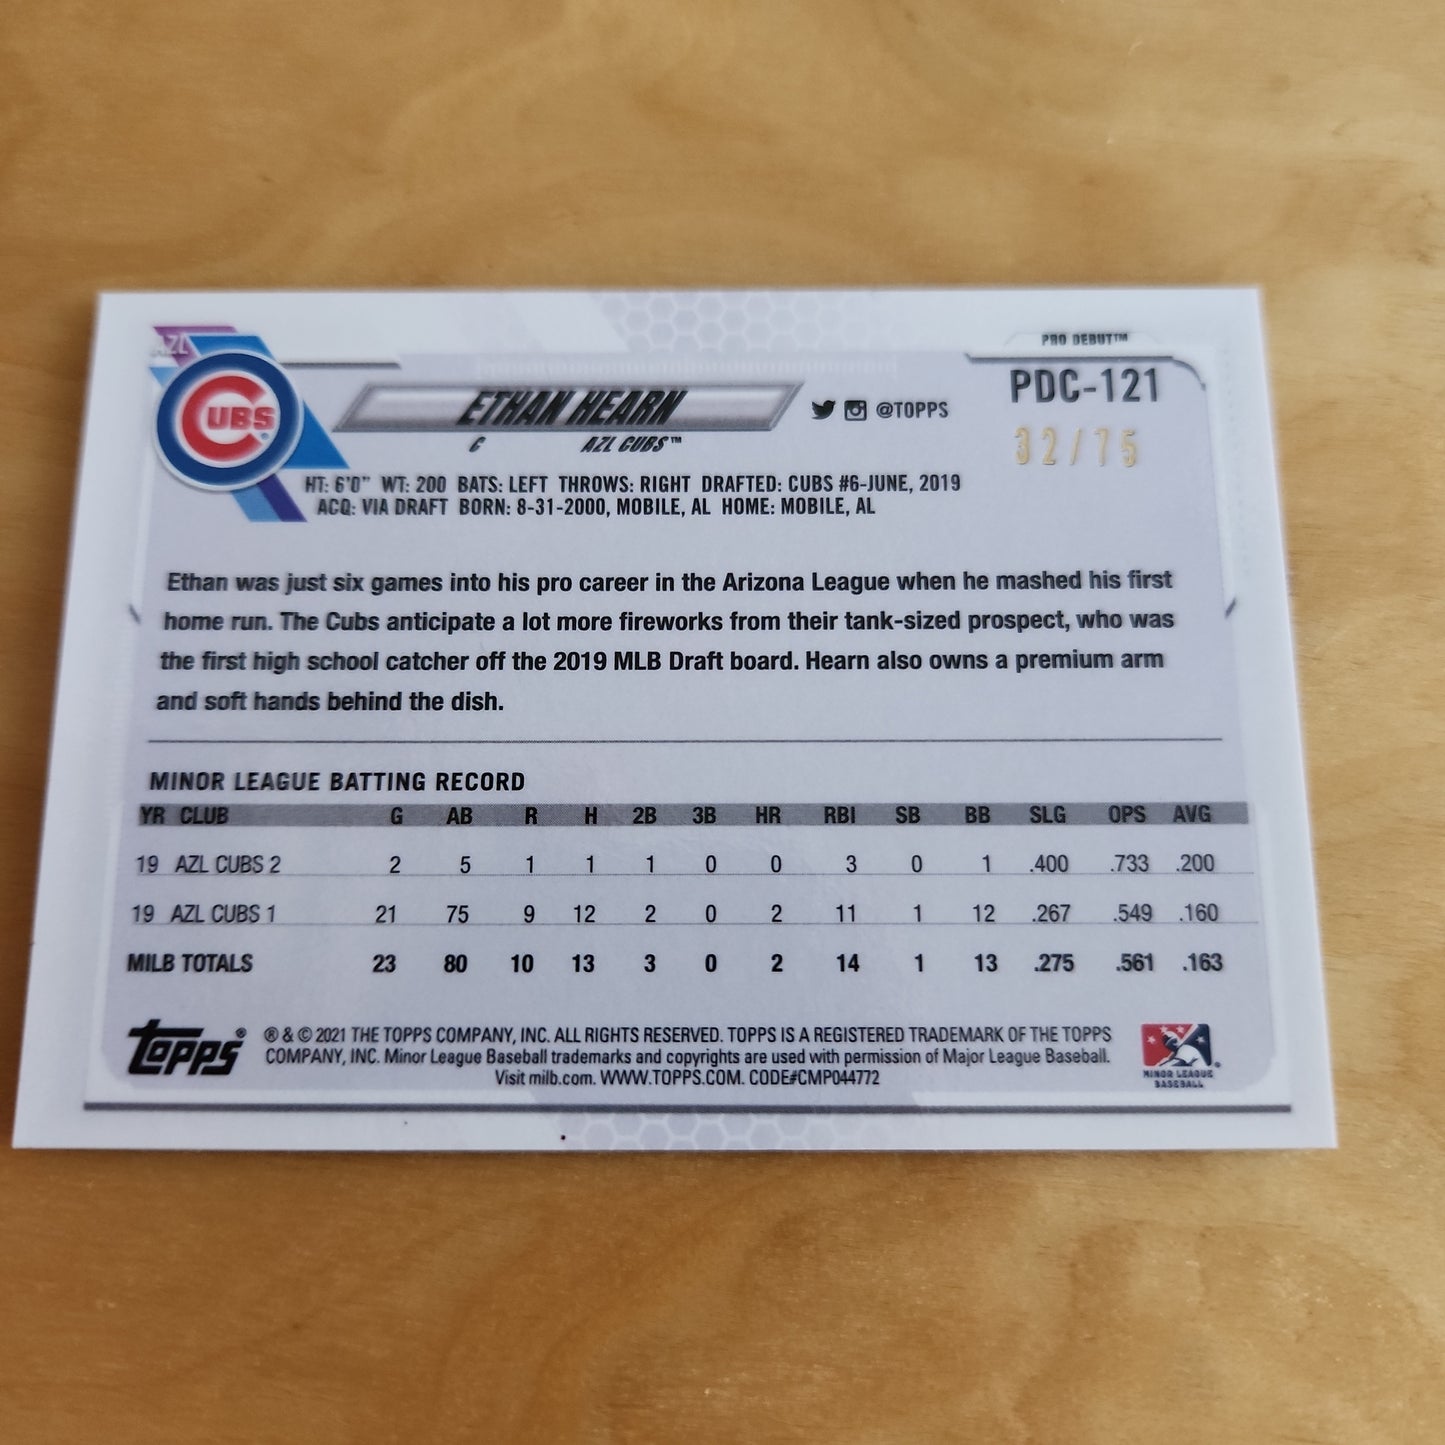 AZL
CUBS
PRO DEBUT™
ETHAN HEARN
@TOPPS
PDC-121
C AZL CUBS™
32/75
HT: 6'0" WT: 200 BATS: LEFT THROWS: RIGHT DRAFTED: CUBS #6-JUNE, 2019
ACQ: VIA DRAFT BORN: 8-31-2000, MOBILE, AL HOME: MOBILE, AL
Ethan was just six games into his pro career in the Arizona League when he mashed his first
home run. The Cubs anticipate a lot more fireworks from their tank-sized prospect, who was
the first high school catcher off the 2019 MLB Draft board. Hearn also owns a premium arm
and soft hands behind the dish.
MINOR LEAGUE BATTING RECORD
YR CLUB G AB R H 2B 3B HR RBI SB BB SLG OPS AVG
19 AZL CUBS 2 2 5 1 1 1 0 0 3 0 1 .400 .733 .200
19 AZL CUBS 1 21 75 9 12 2 0 2 11 1 12 .267 .549 .160
MILB TOTALS 23 80 10 13 3 0 2 14 1 13 .275 .561 .163
Topps®
® & © 2021 THE TOPPS COMPANY, INC. ALL RIGHTS RESERVED. TOPPS IS A REGISTERED TRADEMARK OF THE TOPPS
COMPANY, INC. Minor League Baseball trademarks and copyrights are used with permission of Major League Baseball.
Visit milb.com. WWW.TOPPS.COM. CODE#CMP044772
MINOR LEAGUE
BASEBALL